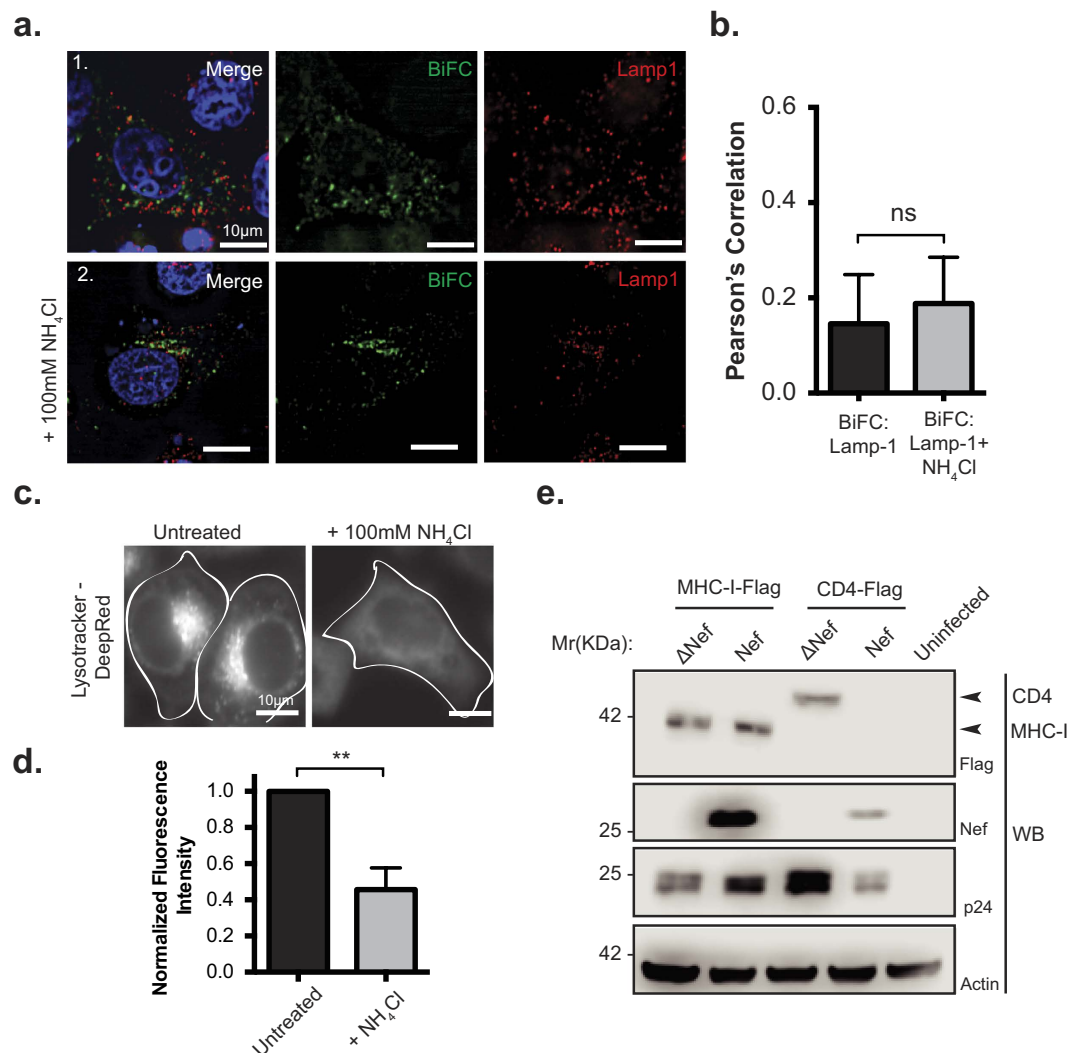 a.
1.
Merge
BiFC
Lamp1
10µm
+ 100mM NH4Cl
2.
Merge
BiFC
Lamp1
b.
Pearson's Correlation
0.6
0.4
0.2
0.0
ns
BiFC:
Lamp-1
BiFC:
Lamp-1+
NH4Cl
c.
Untreated
+ 100mM NH4Cl
Lysotracker -
DeepRed
10µm
d.
Normalized Fluorescence
Intensity
1.0
0.8
0.6
0.4
0.2
0.0
**
Untreated
+ NH4Cl
e.
MHC-I-Flag
CD4-Flag
Mr(KDa):
ΔNef
Nef
ΔNef
Nef
Uninfected
42
CD4
MHC-I
Flag
25
Nef
WB
25
p24
42
Actin